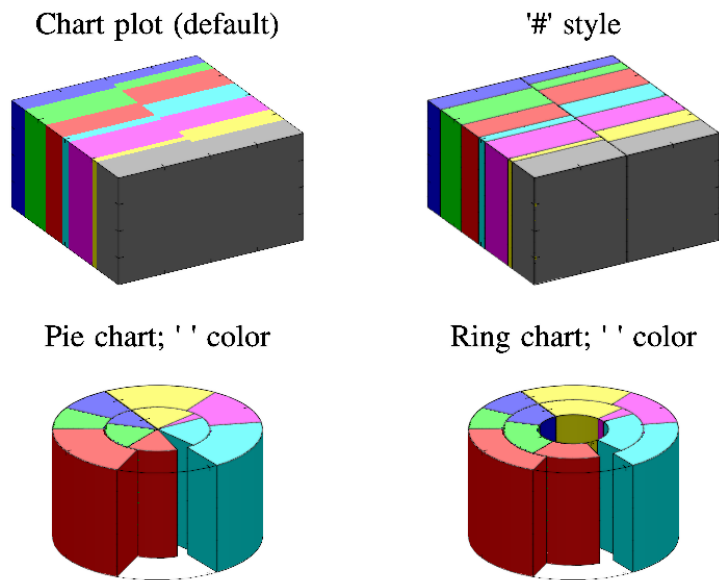 Chart plot (default)
'#' style
Pie chart; ' ' color
Ring chart; ' ' color